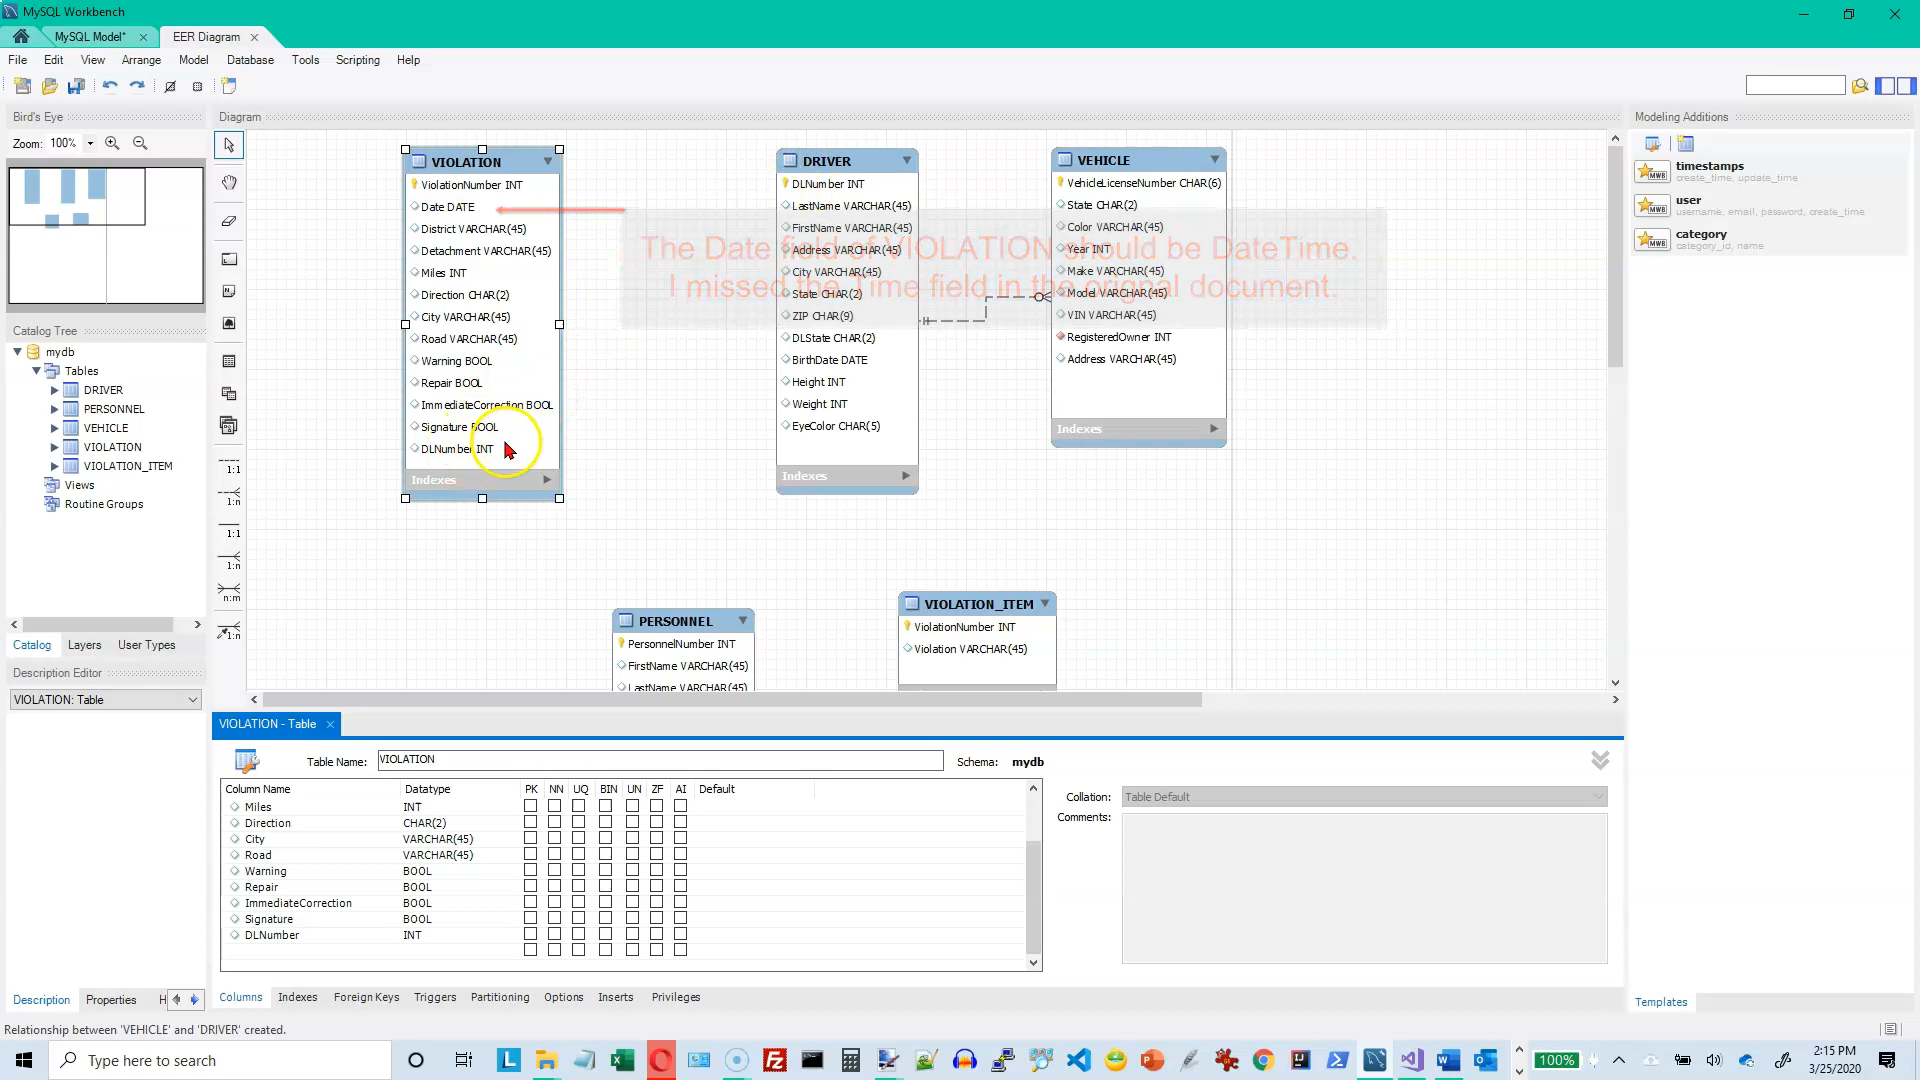 MySQL Workbench
MySQL Model*
EER Diagram
File Edit View Arrange Model Database Tools Scripting Help
Bird's Eye
Zoom: 100%
Diagram
Modeling Additions
timestamps
create_time, update_time
user
username, email, password, create_time
category
category_id, name
VIOLATION
ViolationNumber INT
Date DATE
District VARCHAR(45)
Detachment VARCHAR(45)
Miles INT
Direction CHAR(2)
City VARCHAR(45)
Road VARCHAR(45)
Warning BOOL
Repair BOOL
ImmediateCorrection BOOL
Signature BOOL
DLNumber INT
Indexes
DRIVER
DLNumber INT
LastName VARCHAR(45)
FirstName VARCHAR(45)
Address VARCHAR(45)
City VARCHAR(45)
State CHAR(2)
ZIP CHAR(9)
DLState CHAR(2)
BirthDate DATE
Height INT
Weight INT
EyeColor CHAR(5)
Indexes
VEHICLE
VehicleLicenseNumber CHAR(6)
State CHAR(2)
Color VARCHAR(45)
Year INT
Make VARCHAR(45)
Model VARCHAR(45)
VIN VARCHAR(45)
RegisteredOwner INT
Address VARCHAR(45)
Indexes
The Date field of VIOLATION should be DateTime.
I missed the Time field in the orignal document.
PERSONNEL
PersonnelNumber INT
FirstName VARCHAR(45)
LastName VARCHAR(45)
VIOLATION_ITEM
ViolationNumber INT
Violation VARCHAR(45)
1:1
1:n
1:1
1:n
n:m
1:n
Catalog Tree
mydb
Tables
DRIVER
PERSONNEL
VEHICLE
VIOLATION
VIOLATION_ITEM
Views
Routine Groups
Catalog Layers User Types
Description Editor
VIOLATION: Table
VIOLATION - Table
Table Name: VIOLATION
Schema: mydb
Column Name Datatype PK NN UQ BIN UN ZF AI Default
Miles INT
Direction CHAR(2)
City VARCHAR(45)
Road VARCHAR(45)
Warning BOOL
Repair BOOL
ImmediateCorrection BOOL
Signature BOOL
DLNumber INT
Collation: Table Default
Comments:
Columns Indexes Foreign Keys Triggers Partitioning Options Inserts Privileges
Description Properties H
Templates
Relationship between 'VEHICLE' and 'DRIVER' created.
Type here to search
100%
2:15 PM
3/25/2020